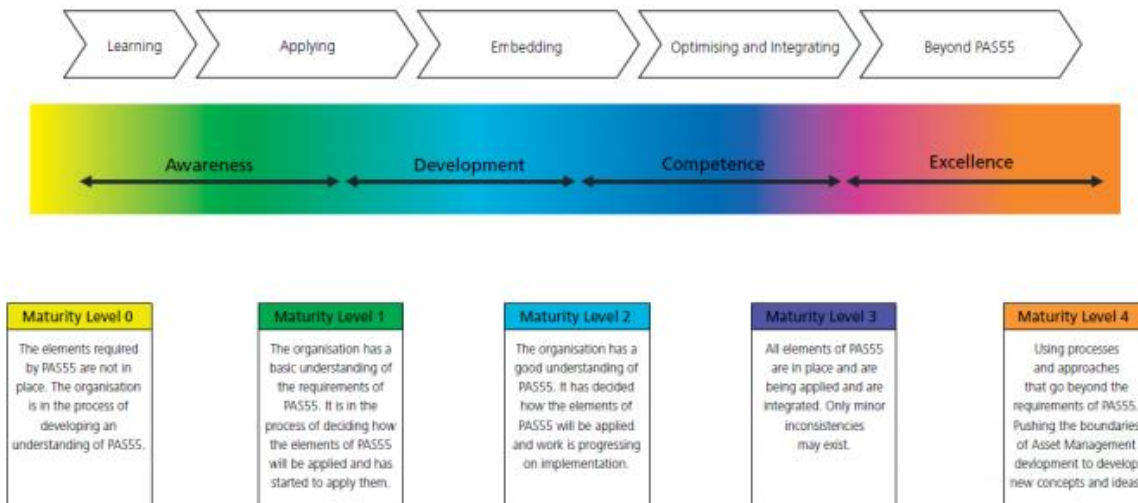 Learning
Applying
Embedding
Optimising and Integrating
Beyond PAS55
Awareness
Development
Competence
Excellence
Maturity Level 0
The elements required
by PAS55 are not in
place. The organisation
is in the process of
developing an
understanding of PAS55.
Maturity Level 1
The organisation has a
basic understanding of
the requirements of
PAS55. It is in the
process of deciding how
the elements of PAS55
will be applied and has
started to apply them.
Maturity Level 2
The organisation has a
good understanding of
PAS55. It has decided
how the elements of
PAS55 will be applied
and work is progressing
on implementation.
Maturity Level 3
All elements of PAS55
are in place and are
being applied and are
integrated. Only minor
inconsistencies
may exist.
Maturity Level 4
Using processes
and approaches
that go beyond the
requirements of PAS55.
Pushing the boundaries
of Asset Management
devlopment to develop
new concepts and ideas.